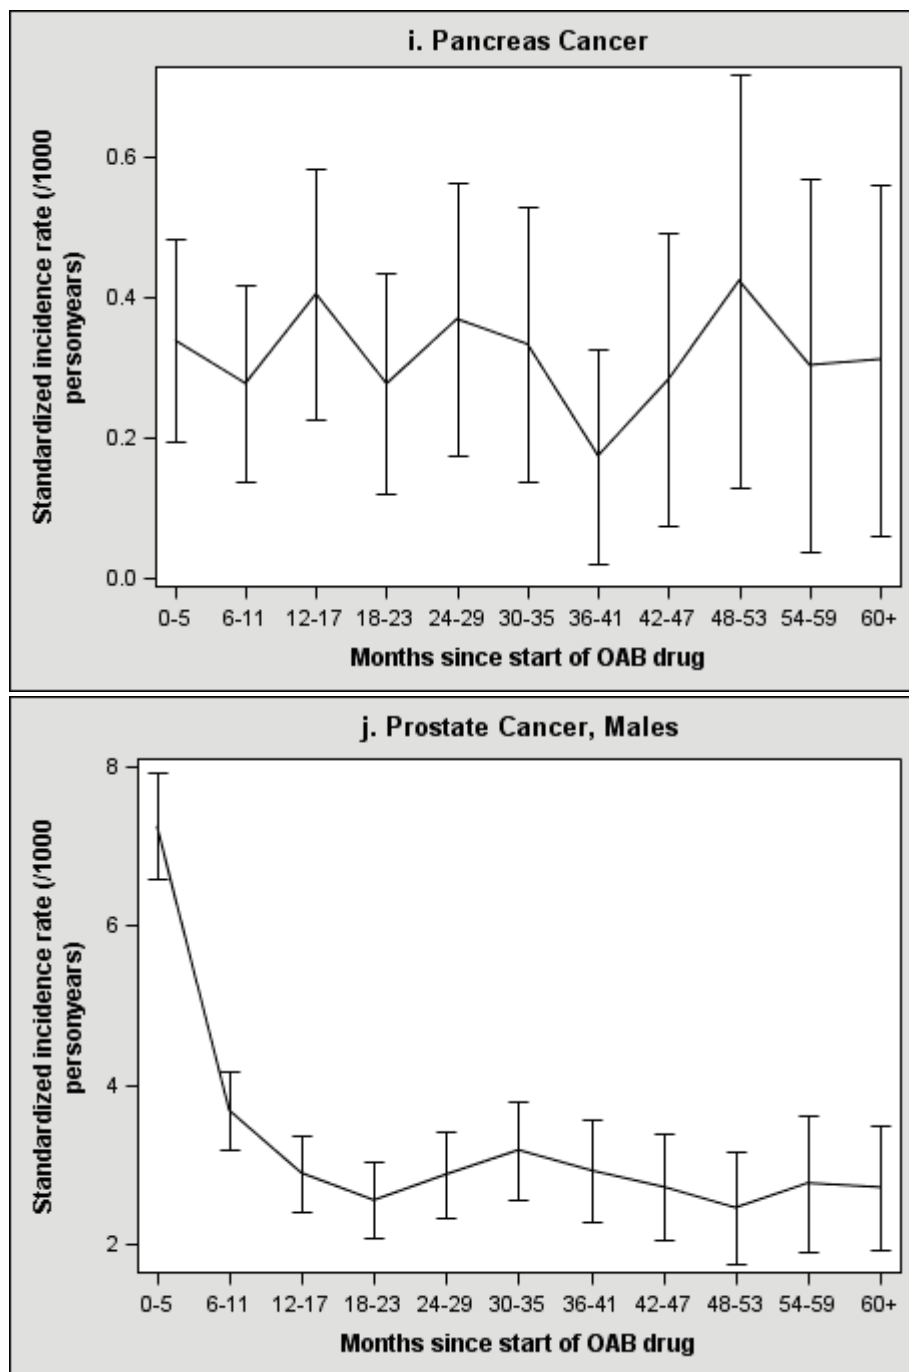 i. Pancreas Cancer
Standardized incidence rate (/1000
personyears)
0.6
0.4
0.2
0.0
0-5 6-11 12-17 18-23 24-29 30-35 36-41 42-47 48-53 54-59 60+
Months since start of OAB drug
j. Prostate Cancer, Males
Standardized incidence rate (/1000
personyears)
8
6
4
2
0-5 6-11 12-17 18-23 24-29 30-35 36-41 42-47 48-53 54-59 60+
Months since start of OAB drug